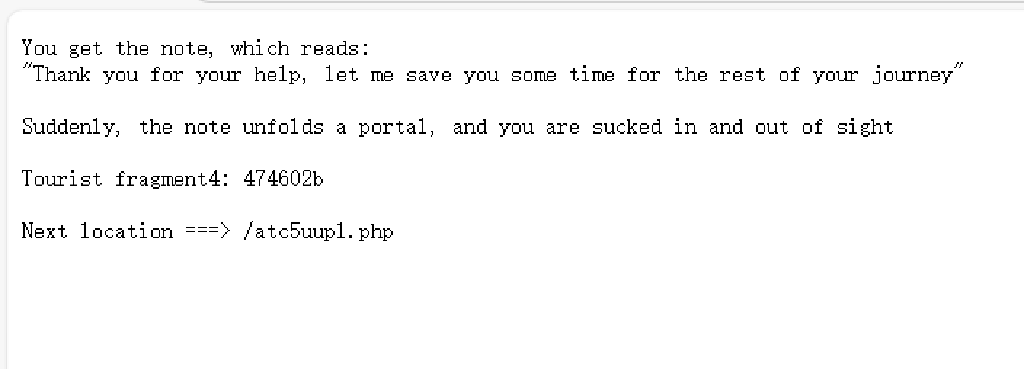 You get the note, which reads:
"Thank you for your help, let me save you some time for the rest of your journey"
Suddenly, the note unfolds a portal, and you are sucked in and out of sight
Tourist fragment4: 474602b
Next location ===> /atc5uup1.php